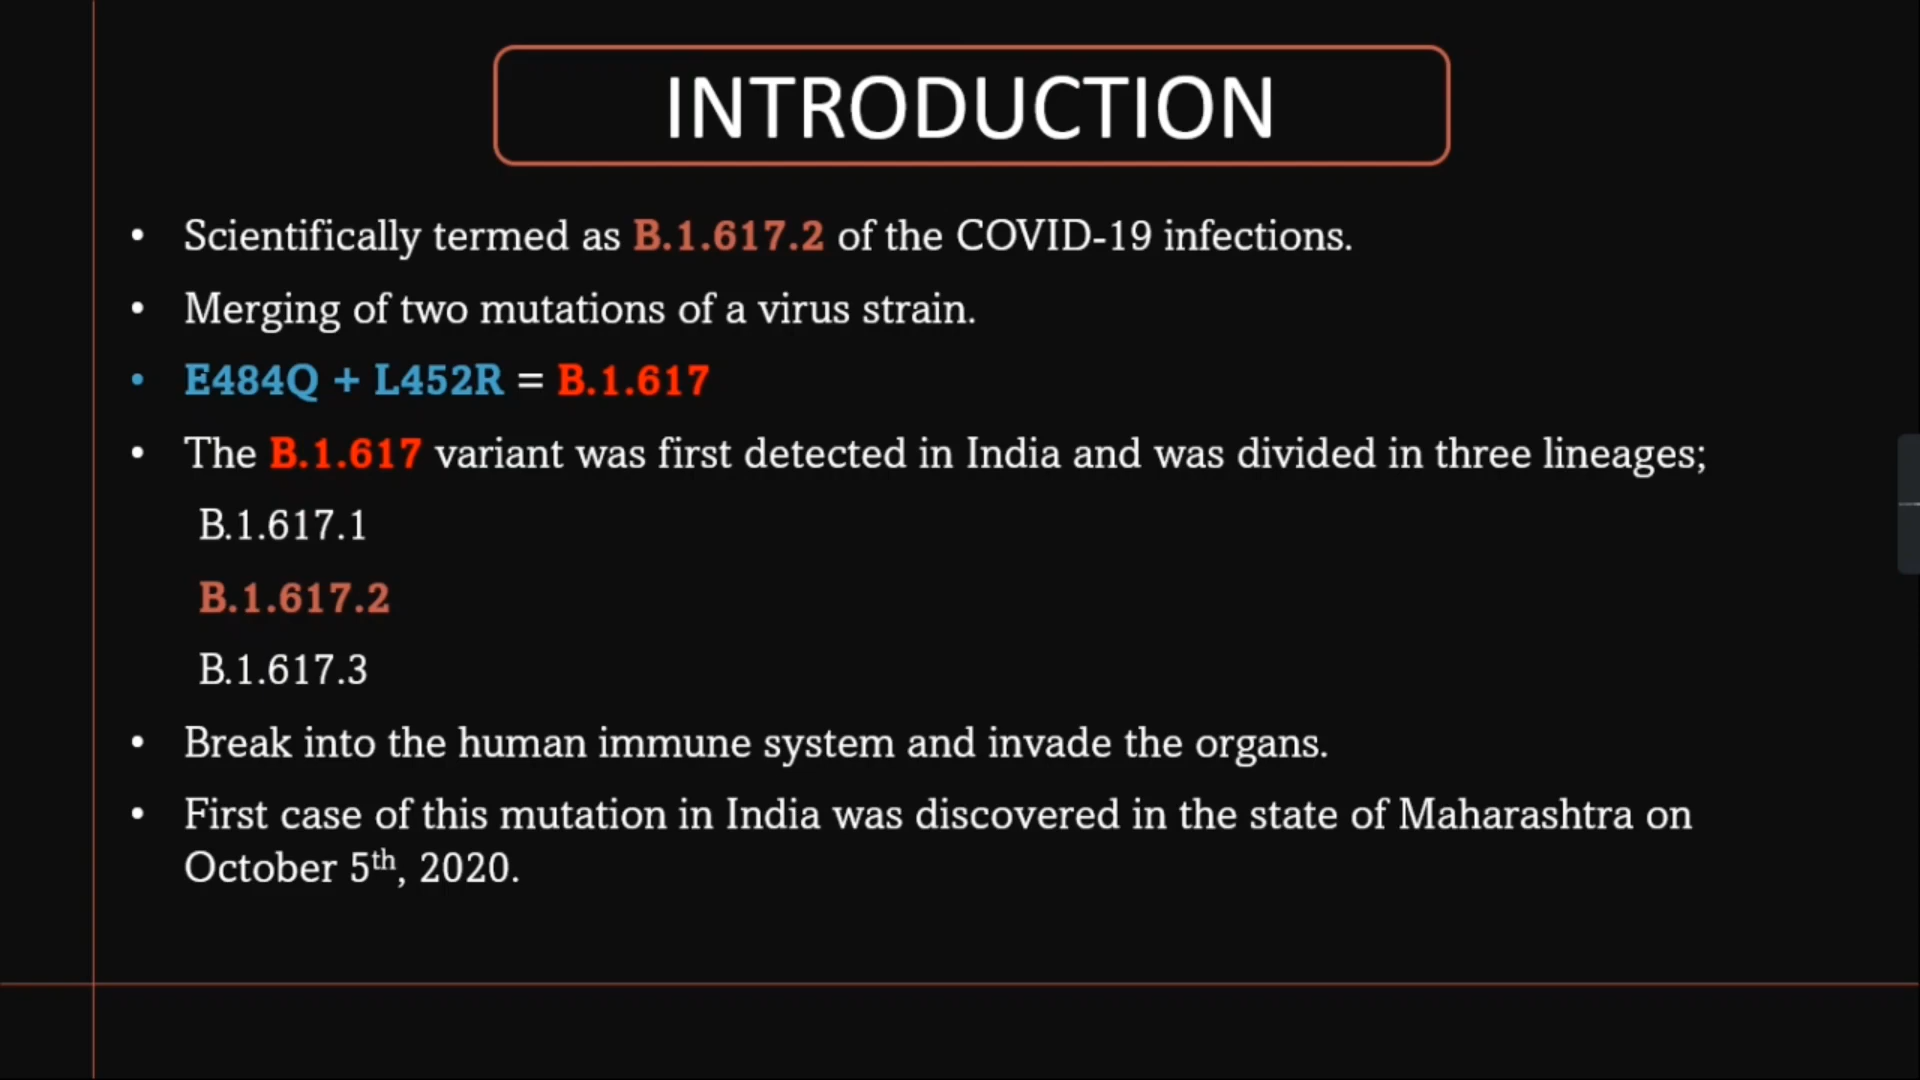 INTRODUCTION
• Scientifically termed as B.1.617.2 of the COVID-19 infections.
• Merging of two mutations of a virus strain.
• E484Q + L452R = B.1.617
• The B.1.617 variant was first detected in India and was divided in three lineages;
B.1.617.1
B.1.617.2
B.1.617.3
• Break into the human immune system and invade the organs.
• First case of this mutation in India was discovered in the state of Maharashtra on
October 5th, 2020.